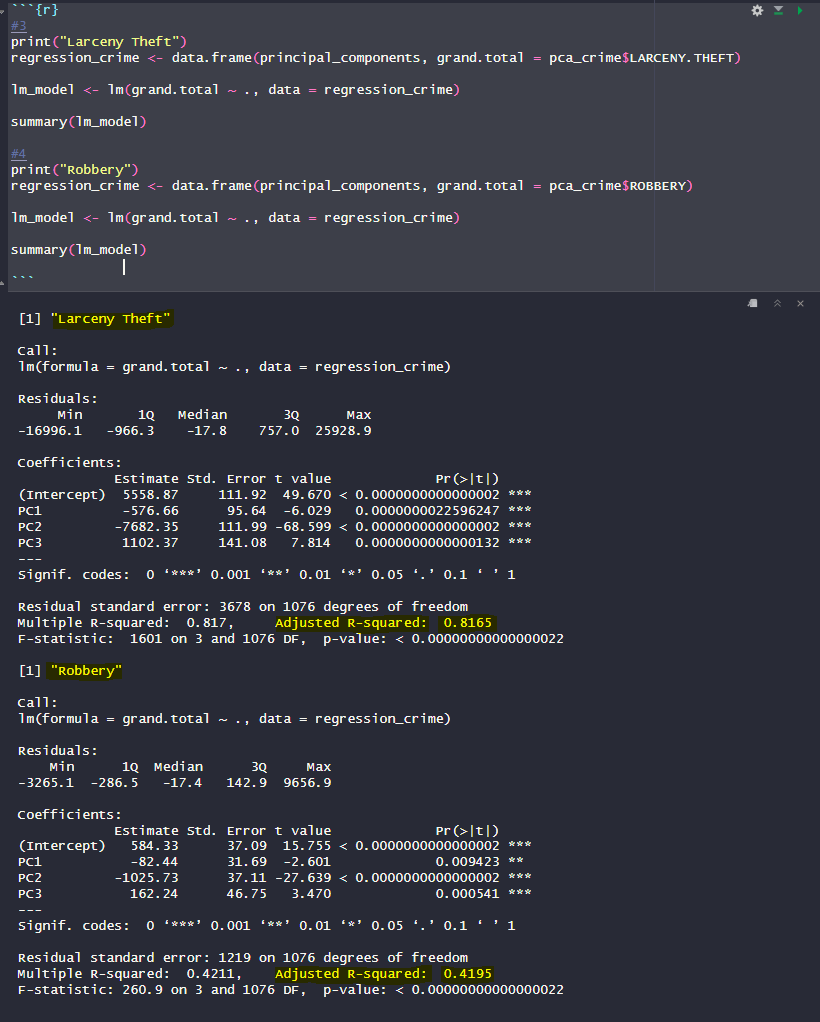 ```{r}
#3
print("Larceny Theft")
regression_crime <- data.frame(principal_components, grand.total = pca_crime$LARCENY.THEFT)
lm_model <- lm(grand.total ~ ., data = regression_crime)
summary(lm_model)
#4
print("Robbery")
regression_crime <- data.frame(principal_components, grand.total = pca_crime$ROBBERY)
lm_model <- lm(grand.total ~ ., data = regression_crime)
summary(lm_model)
```
[1] "Larceny Theft"
Call:
lm(formula = grand.total ~ ., data = regression_crime)
Residuals:
     Min       1Q   Median       3Q      Max
-16996.1   -966.3    -17.8    757.0  25928.9
Coefficients:
            Estimate Std. Error t value             Pr(>|t|)
(Intercept)  5558.87     111.92  49.670 < 0.0000000000000002 ***
PC1          -576.66      95.64  -6.029   0.0000000022596247 ***
PC2         -7682.35     111.99 -68.599 < 0.0000000000000002 ***
PC3          1102.37     141.08   7.814   0.0000000000000132 ***
---
Signif. codes:  0 ‘***’ 0.001 ‘**’ 0.01 ‘*’ 0.05 ‘.’ 0.1 ‘ ’ 1
Residual standard error: 3678 on 1076 degrees of freedom
Multiple R-squared:  0.817,     Adjusted R-squared:  0.8165
F-statistic:  1601 on 3 and 1076 DF,  p-value: < 0.00000000000000022
[1] "Robbery"
Call:
lm(formula = grand.total ~ ., data = regression_crime)
Residuals:
    Min      1Q  Median      3Q     Max
-3265.1  -286.5   -17.4   142.9  9656.9
Coefficients:
            Estimate Std. Error t value             Pr(>|t|)
(Intercept)   584.33      37.09  15.755 < 0.0000000000000002 ***
PC1           -82.44      31.69  -2.601             0.009423 **
PC2         -1025.73      37.11 -27.639 < 0.0000000000000002 ***
PC3           162.24      46.75   3.470             0.000541 ***
---
Signif. codes:  0 ‘***’ 0.001 ‘**’ 0.01 ‘*’ 0.05 ‘.’ 0.1 ‘ ’ 1
Residual standard error: 1219 on 1076 degrees of freedom
Multiple R-squared:  0.4211,    Adjusted R-squared:  0.4195
F-statistic: 260.9 on 3 and 1076 DF,  p-value: < 0.00000000000000022